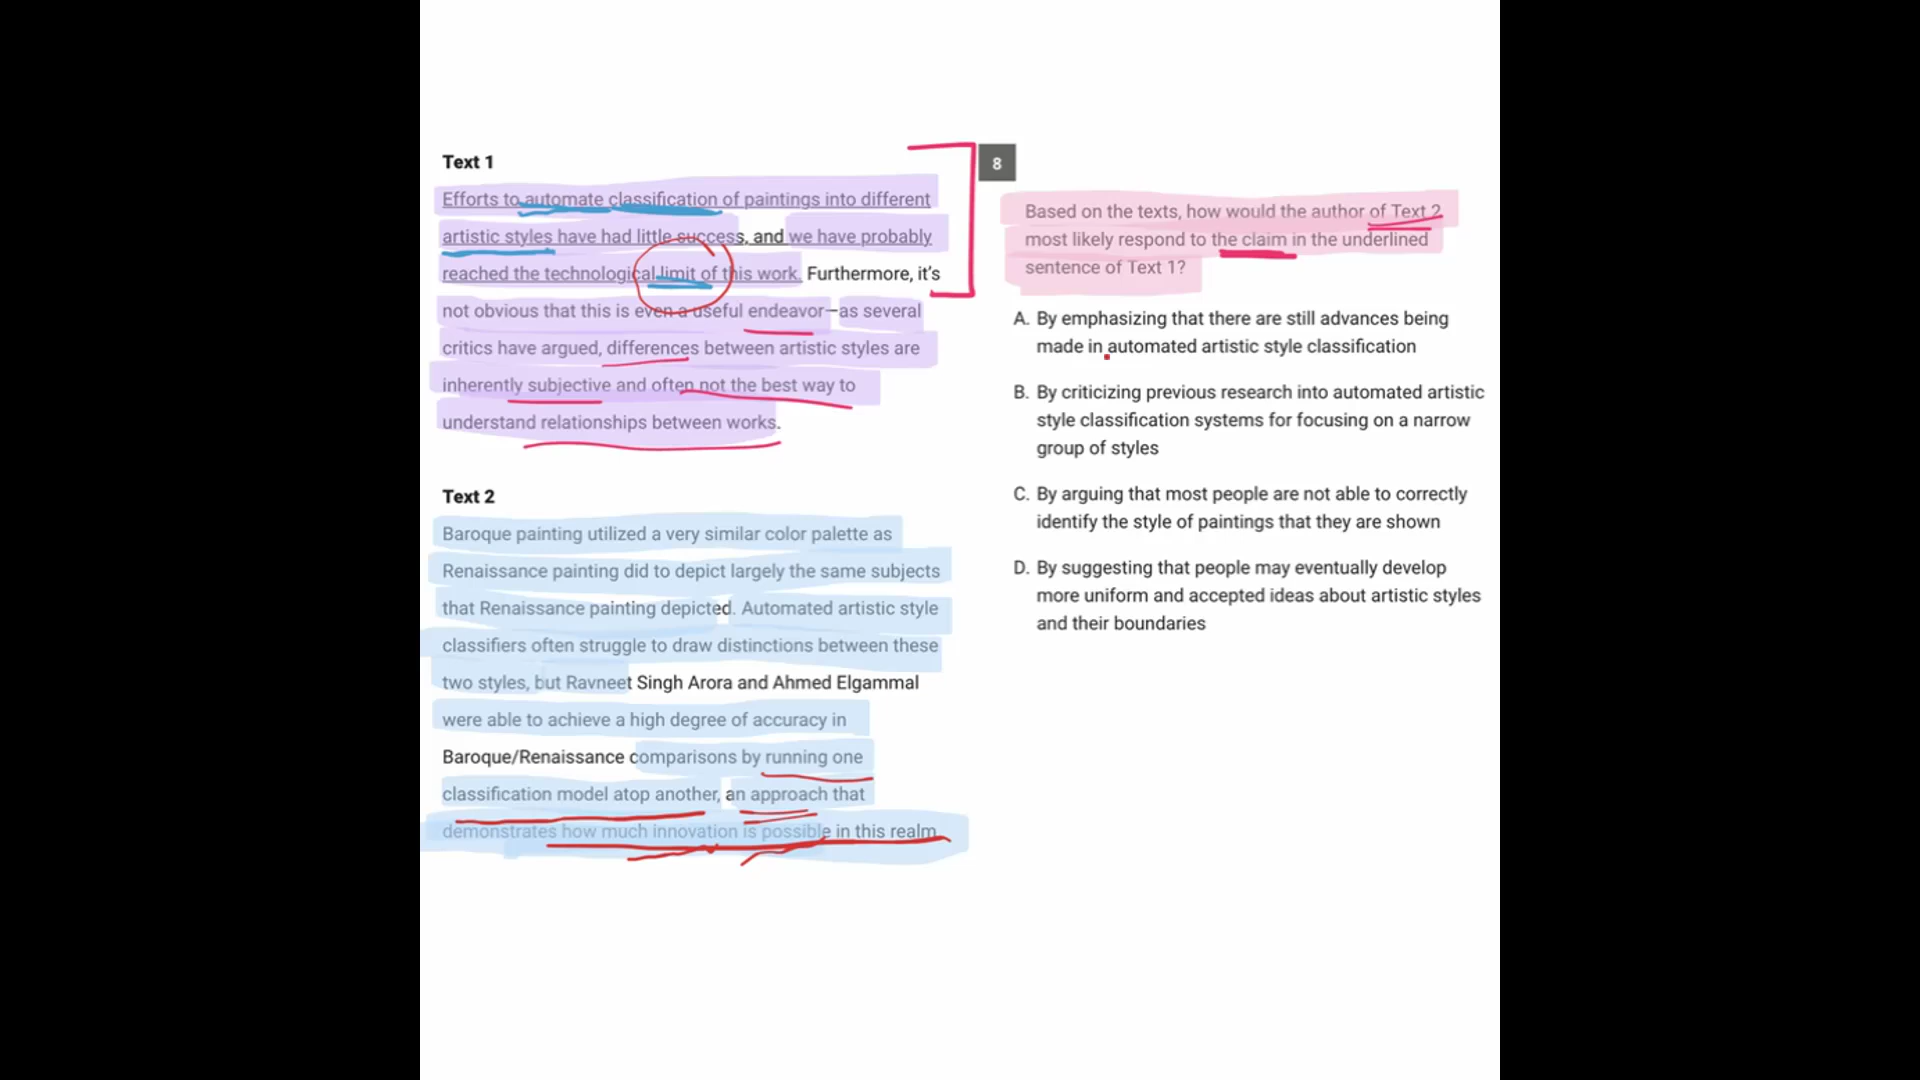 Text 1
Efforts to automate classification of paintings into different
artistic styles have had little success, and we have probably
reached the technological limit of this work. Furthermore, it's
not obvious that this is even a useful endeavor—as several
critics have argued, differences between artistic styles are
inherently subjective and often not the best way to
understand relationships between works.
Text 2
Baroque painting utilized a very similar color palette as
Renaissance painting did to depict largely the same subjects
that Renaissance painting depicted. Automated artistic style
classifiers often struggle to draw distinctions between these
two styles, but Ravneet Singh Arora and Ahmed Elgammal
were able to achieve a high degree of accuracy in
Baroque/Renaissance comparisons by running one
classification model atop another, an approach that
demonstrates how much innovation is possible in this realm
8
Based on the texts, how would the author of Text 2
most likely respond to the claim in the underlined
sentence of Text 1?
A. By emphasizing that there are still advances being
made in automated artistic style classification
B. By criticizing previous research into automated artistic
style classification systems for focusing on a narrow
group of styles
C. By arguing that most people are not able to correctly
identify the style of paintings that they are shown
D. By suggesting that people may eventually develop
more uniform and accepted ideas about artistic styles
and their boundaries